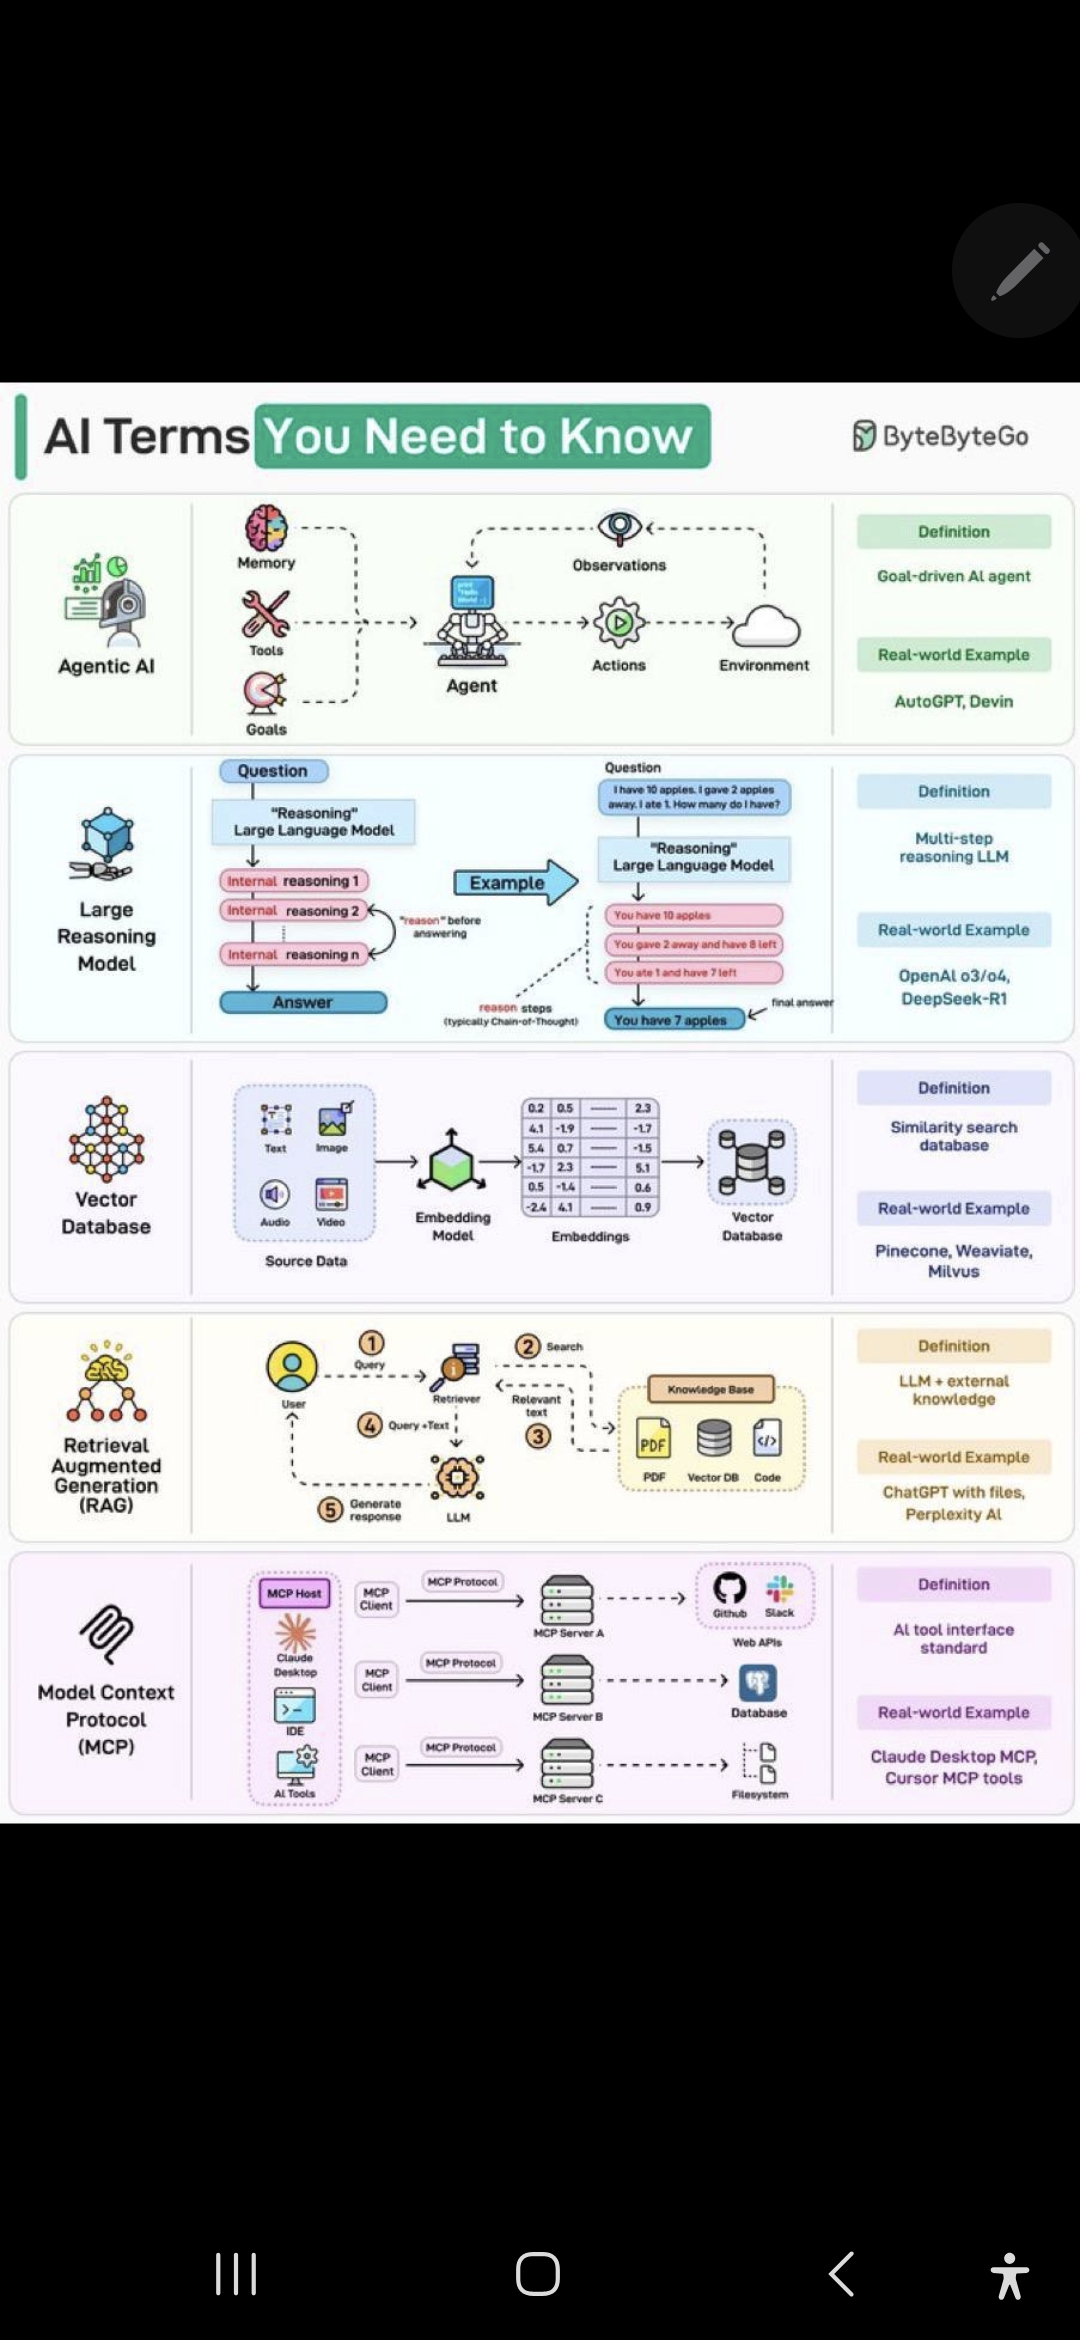 AI Terms You Need to Know
ByteByteGo
Agentic AI
Memory
Tools
Goals
Agent
Observations
Actions
Environment
Definition
Goal-driven AI agent
Real-world Example
AutoGPT, Devin
Large
Reasoning
Model
Question
"Reasoning"
Large Language Model
Internal reasoning 1
Internal reasoning 2
Internal reasoning n
"reason" before
answering
Answer
Example
Question
I have 10 apples. I gave 2 apples
away. I ate 1. How many do I have?
"Reasoning"
Large Language Model
You have 10 apples
You gave 2 away and have 8 left
You ate 1 and have 7 left
reason steps
(typically Chain-of-Thought)
final answer
You have 7 apples
Definition
Multi-step
reasoning LLM
Real-world Example
OpenAI o3/o4,
DeepSeek-R1
Vector
Database
Text
Image
Audio
Video
Source Data
Embedding
Model
0.2 0.5 2.3
4.1 -1.9 -1.7
5.4 0.7 -1.5
-1.7 2.3 5.1
0.5 -1.4 0.6
-2.4 4.1 0.9
Embeddings
Vector
Database
Definition
Similarity search
database
Real-world Example
Pinecone, Weaviate,
Milvus
Retrieval
Augmented
Generation
(RAG)
User
1
Query
Retriever
2 Search
Relevant
text
3
4 Query +Text
5 Generate
response
LLM
Knowledge Base
PDF
PDF
Vector DB
</>
Code
Definition
LLM + external
knowledge
Real-world Example
ChatGPT with files,
Perplexity AI
Model Context
Protocol
(MCP)
MCP Host
Claude
Desktop
IDE
AI Tools
MCP
Client
MCP Protocol
MCP Server A
Github
Slack
Web APIs
MCP
Client
MCP Protocol
MCP Server B
Database
MCP
Client
MCP Protocol
MCP Server C
Filesystem
Definition
AI tool interface
standard
Real-world Example
Claude Desktop MCP,
Cursor MCP tools